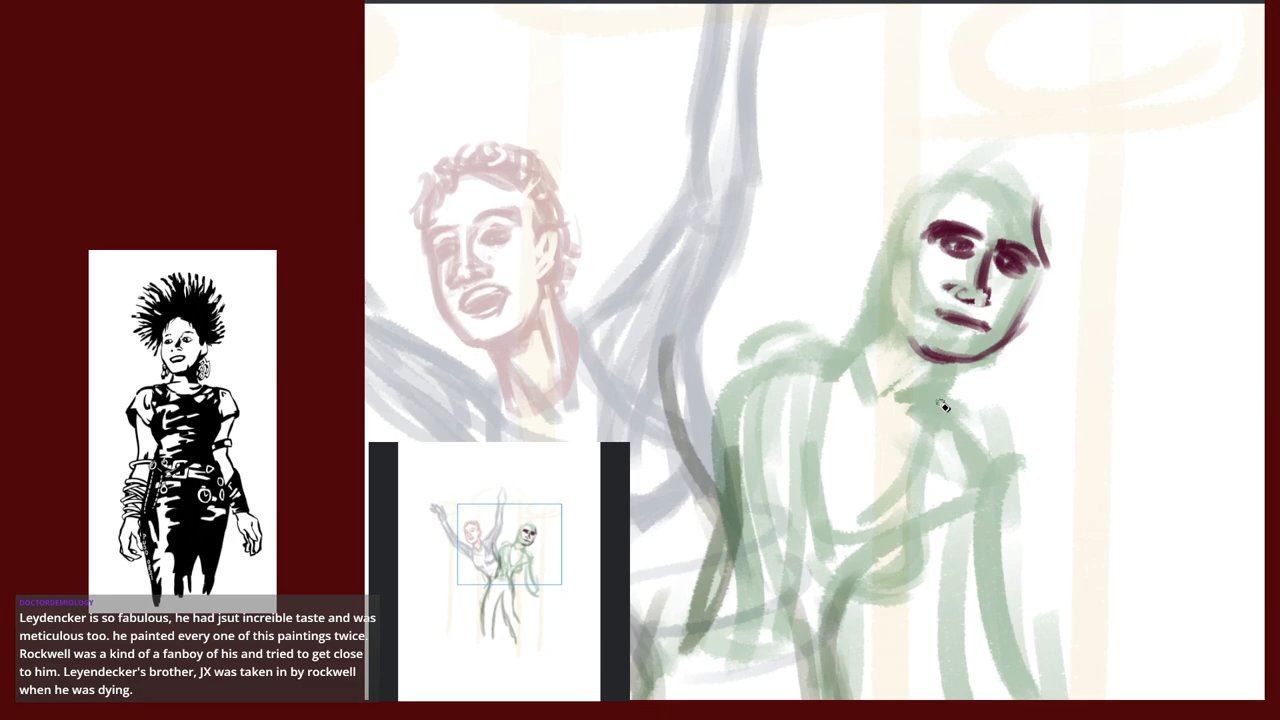 DOCTORDEMIOLOGY
Leydencker is so fabulous, he had jsut increible taste and was
meticulous too. he painted every one of this paintings twice.
Rockwell was a kind of a fanboy of his and tried to get close
to him. Leyendecker's brother, JX was taken in by rockwell
when he was dying.